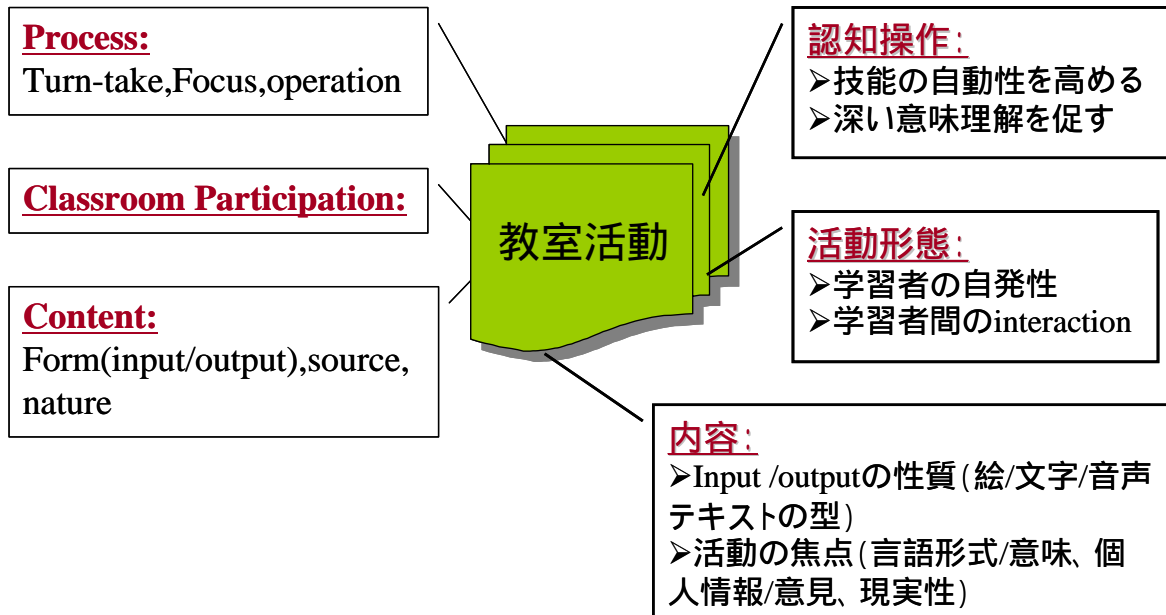 Process:
Turn-take,Focus,operation
Classroom Participation:
Content:
Form(input/output),source,
nature
教室活動
認知操作:
➢技能の自動性を高める
➢深い意味理解を促す
活動形態:
➢学習者の自発性
➢学習者間のinteraction
内容:
➢Input /outputの性質(絵/文字/音声
テキストの型)
➢活動の焦点(言語形式/意味、個
人情報/意見、現実性)